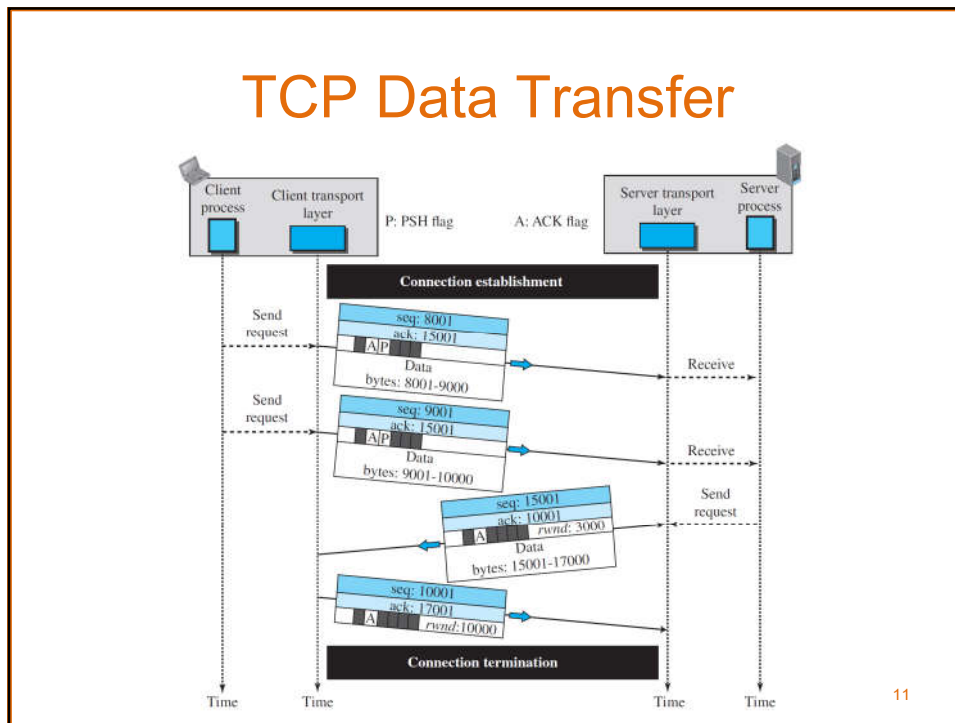 TCP Data Transfer
Client
process
Client transport
layer
P: PSH flag
A: ACK flag
Server transport
layer
Server
process
Connection establishment
Send
request
seq: 8001
ack: 15001
A P
Data
bytes: 8001-9000
Receive
Send
request
seq: 9001
ack: 15001
A P
Data
bytes: 9001-10000
Receive
Send
request
seq: 15001
ack: 10001
A
rwnd: 3000
Data
bytes: 15001-17000
seq: 10001
ack: 17001
A
rwnd:10000
Connection termination
Time
Time
Time
Time
11